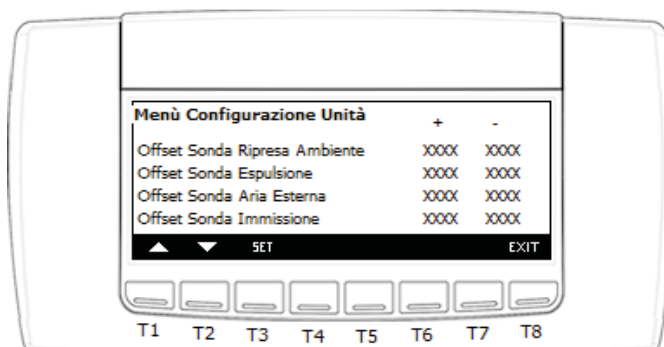 Menù Configurazione Unità + -
Offset Sonda Ripresa Ambiente XXXX XXXX
Offset Sonda Espulsione XXXX XXXX
Offset Sonda Aria Esterna XXXX XXXX
Offset Sonda Immissione XXXX XXXX
SET EXIT
T1 T2 T3 T4 T5 T6 T7 T8